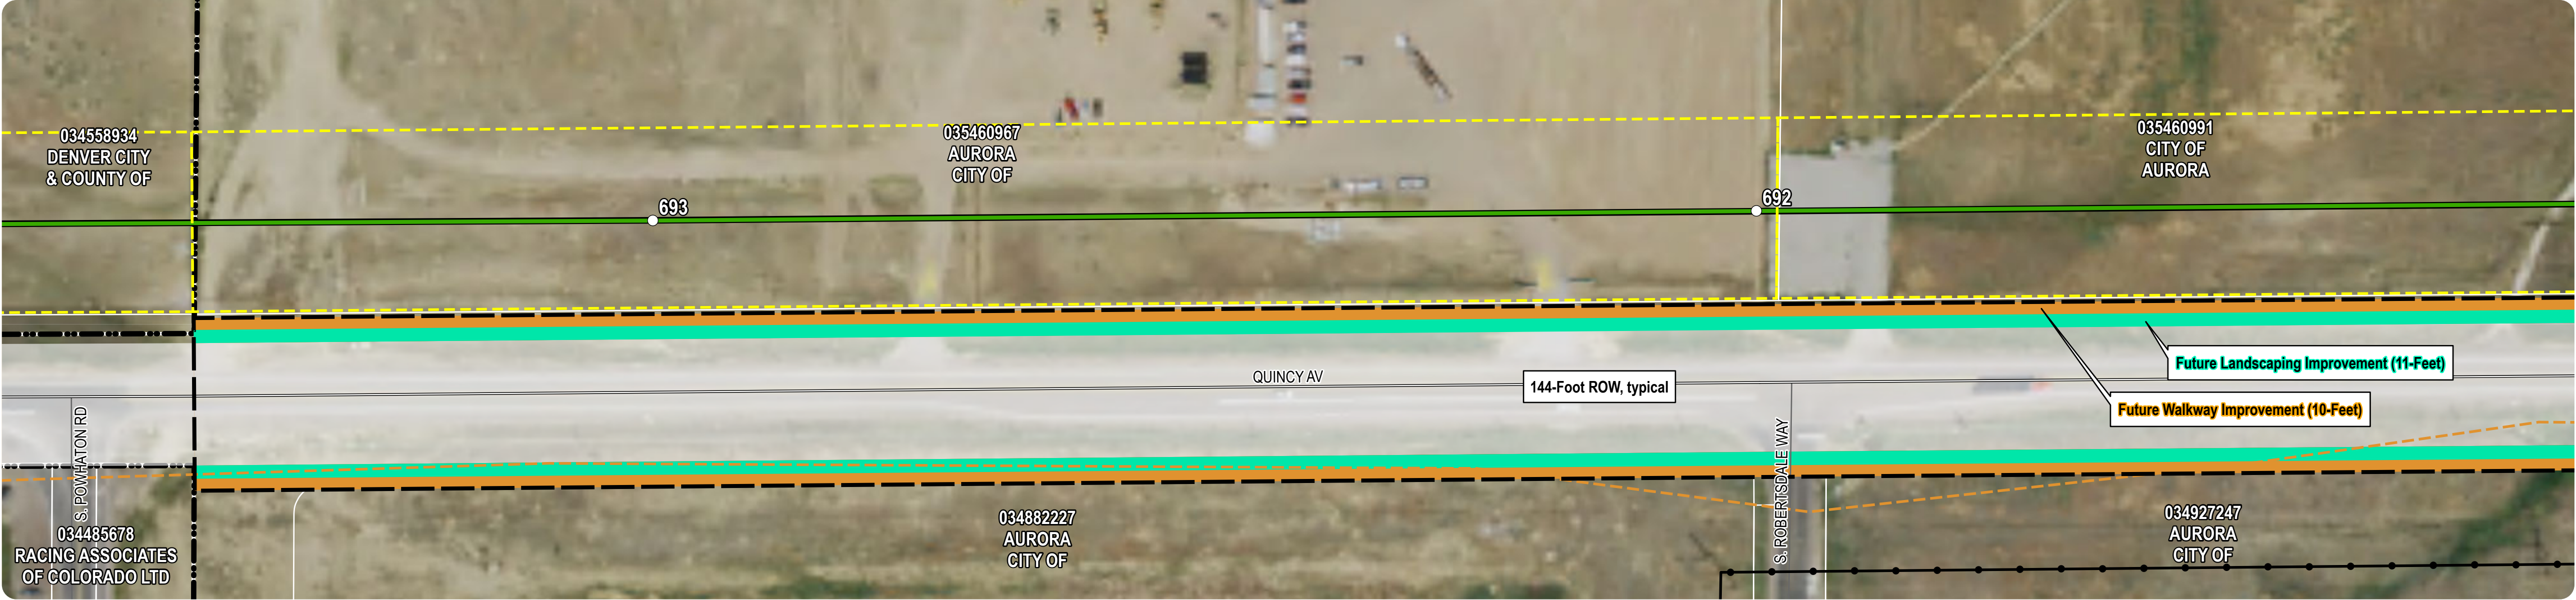 034558934
DENVER CITY
& COUNTY OF
035460967
AURORA
CITY OF
035460991
CITY OF
AURORA
693
692
QUINCY AV
144-Foot ROW, typical
Future Landscaping Improvement (11-Feet)
Future Walkway Improvement (10-Feet)
S. POWHATON RD
S. ROBERTSDALE WAY
034485678
RACING ASSOCIATES
OF COLORADO LTD
034882227
AURORA
CITY OF
034927247
AURORA
CITY OF